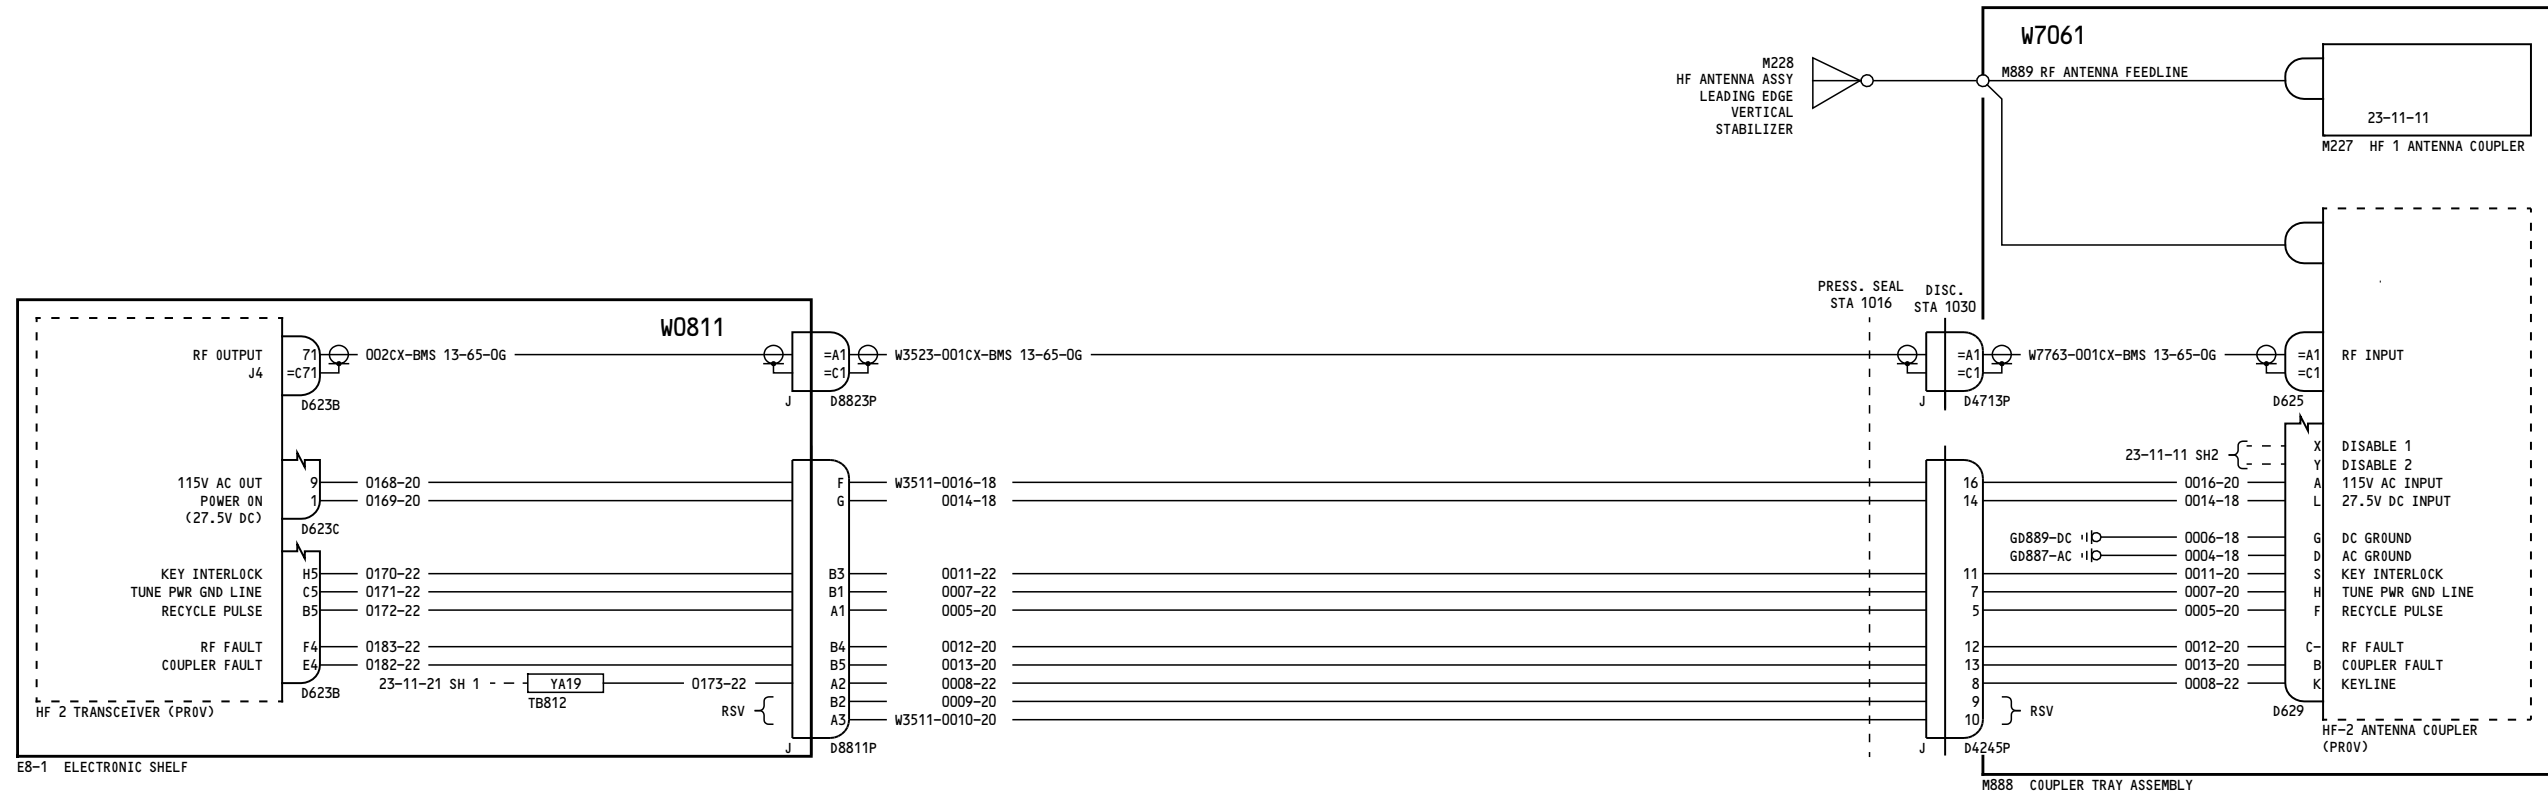 W7061
M228
HF ANTENNA ASSY
LEADING EDGE
VERTICAL
STABILIZER
M889 RF ANTENNA FEEDLINE
23-11-11
M227 HF 1 ANTENNA COUPLER
PRESS. SEAL
STA 1016
DISC.
STA 1030
W0811
RF OUTPUT 71 002CX-BMS 13-65-OG =A1 W3523-001CX-BMS 13-65-OG =A1 W7763-001CX-BMS 13-65-OG =A1 RF INPUT
J4 =C71 =C1 =C1 =C1
D623B J D8823P J D4713P D625
23-11-11 SH2
X DISABLE 1
Y DISABLE 2
115V AC OUT 9 0168-20 F W3511-0016-18 16 0016-20 A 115V AC INPUT
POWER ON 1 0169-20 G 0014-18 14 0014-18 L 27.5V DC INPUT
(27.5V DC)
D623C
GD889-DC 0006-18 G DC GROUND
GD887-AC 0004-18 D AC GROUND
KEY INTERLOCK H5 0170-22 B3 0011-22 11 0011-20 S KEY INTERLOCK
TUNE PWR GND LINE C5 0171-22 B1 0007-22 7 0007-20 H TUNE PWR GND LINE
RECYCLE PULSE B5 0172-22 A1 0005-20 5 0005-20 F RECYCLE PULSE
RF FAULT F4 0183-22 B4 0012-20 12 0012-20 C- RF FAULT
COUPLER FAULT E4 0182-22 B5 0013-20 13 0013-20 B COUPLER FAULT
23-11-21 SH 1 YA19 0173-22 A2 0008-22 8 0008-22 K KEYLINE
D623B TB812
B2 0009-20 9
RSV RSV
A3 W3511-0010-20 10
HF 2 TRANSCEIVER (PROV)
D629
HF-2 ANTENNA COUPLER
(PROV)
J D8811P J D4245P
E8-1 ELECTRONIC SHELF
M888 COUPLER TRAY ASSEMBLY